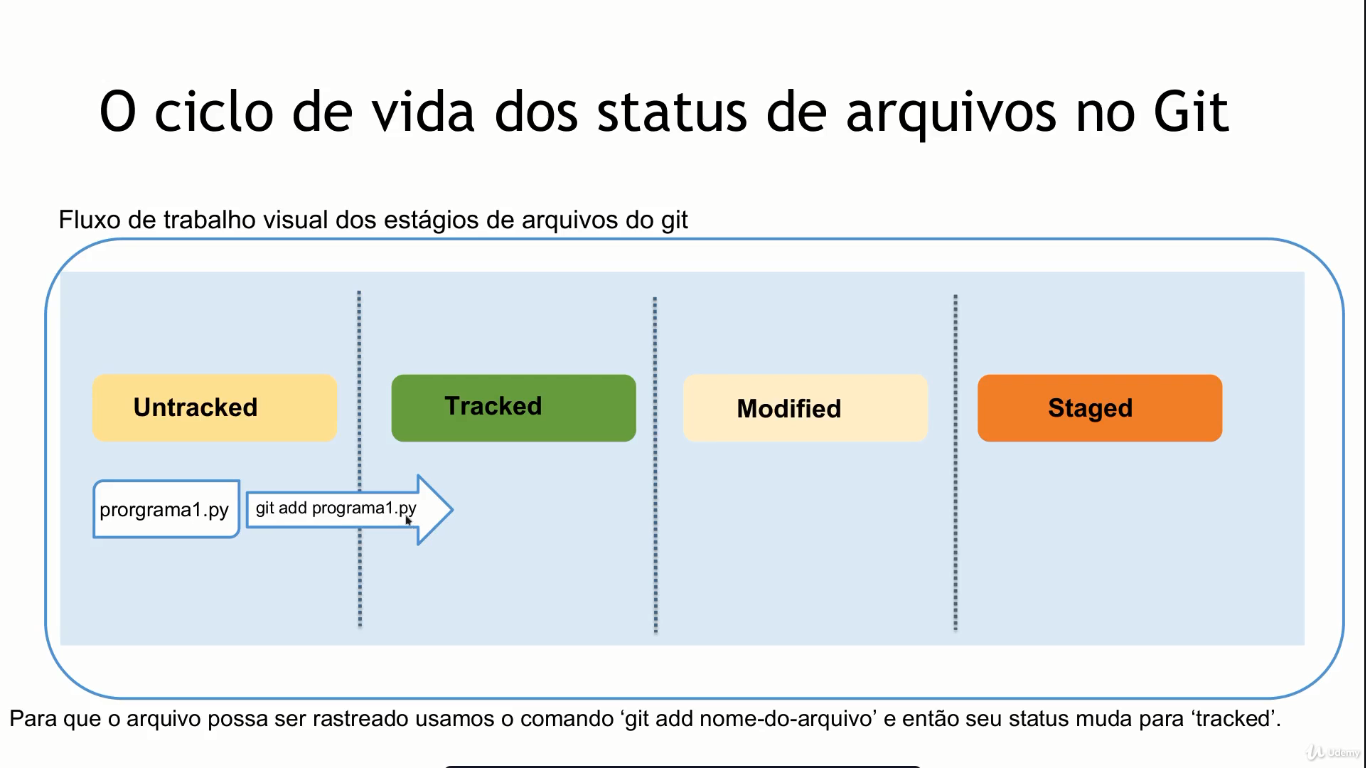 O ciclo de vida dos status de arquivos no Git
Fluxo de trabalho visual dos estágios de arquivos do git
Untracked
Tracked
Modified
Staged
prorgrama1.py
git add programa1.py
Para que o arquivo possa ser rastreado usamos o comando ‘git add nome-do-arquivo’ e então seu status muda para ‘tracked’.
Udemy